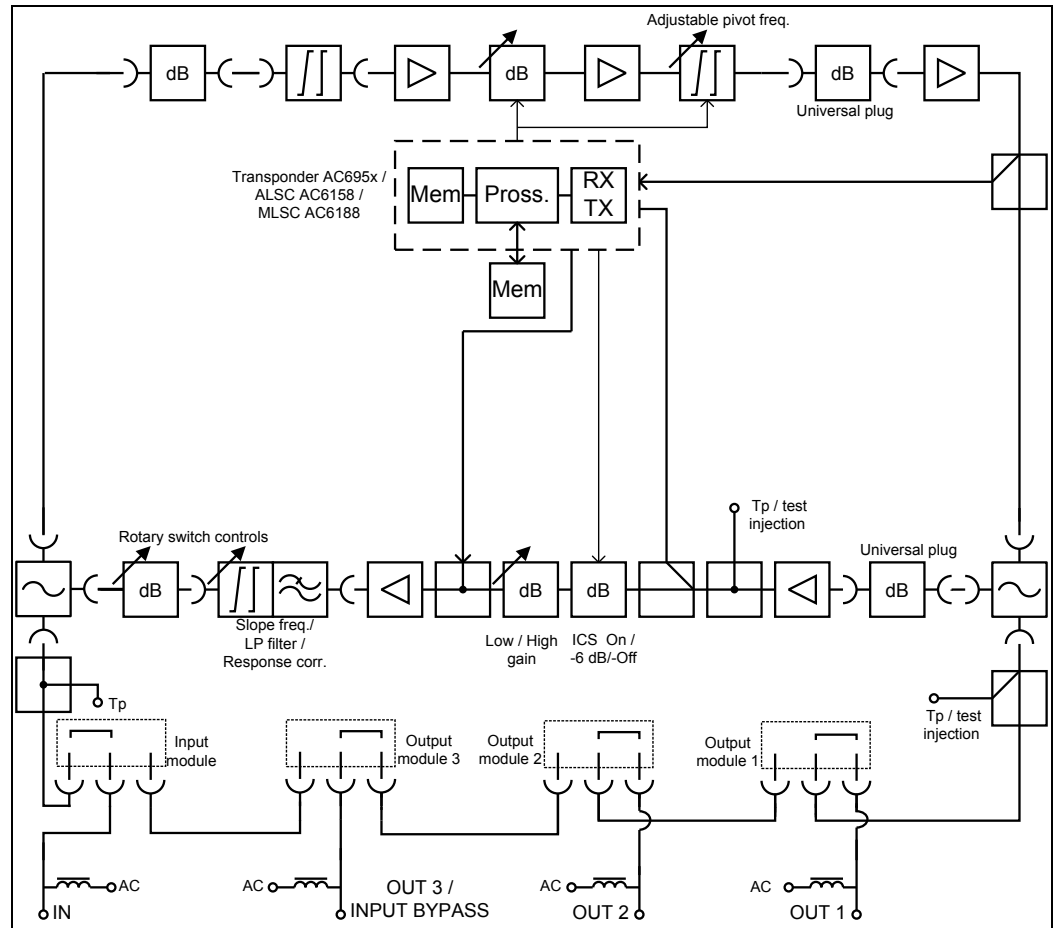 Adjustable pivot freq.
dB
dB
dB
Universal plug
Transponder AC695x /
ALSC AC6158 /
MLSC AC6188
Mem
Pross.
RX
TX
Mem
Tp / test
injection
Rotary switch controls
Universal plug
dB
dB
dB
dB
Slope freq./
LP filter /
Response corr.
Low / High
gain
ICS On /
-6 dB/-Off
Tp
Tp / test
injection
Input
module
Output
module 3
Output
module 2
Output
module 1
AC
AC
AC
AC
IN
OUT 3 /
INPUT BYPASS
OUT 2
OUT 1